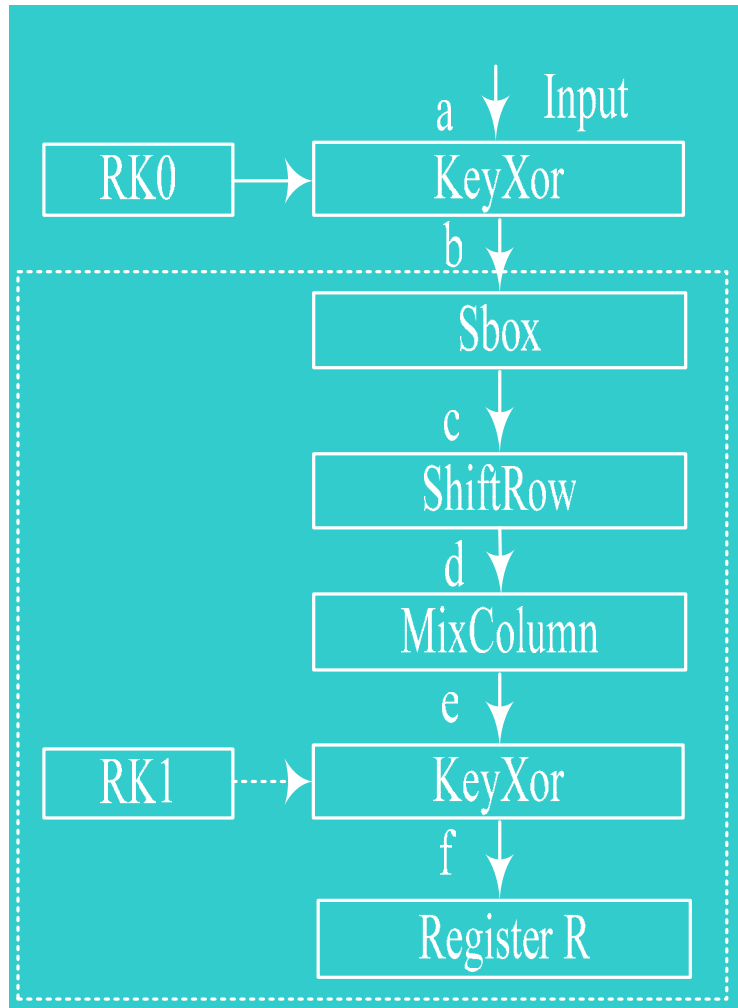 a
Input
RK0
KeyXor
b
Sbox
c
ShiftRow
d
MixColumn
e
RK1
KeyXor
f
Register R